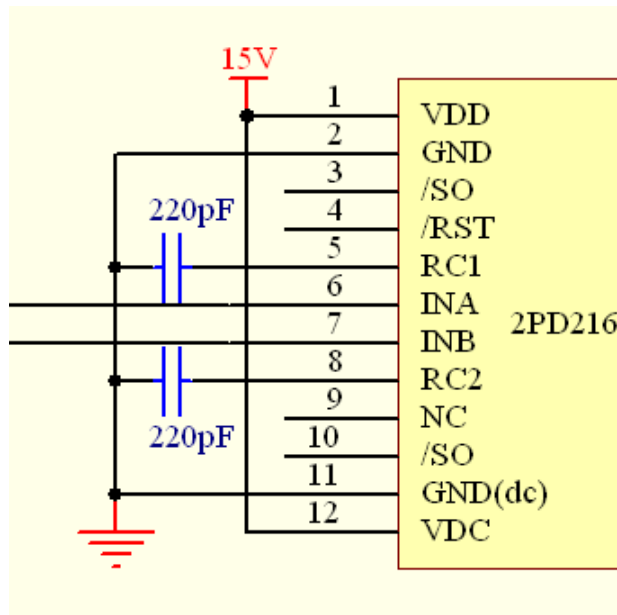 15V
1 VDD
2 GND
3 /SO
220pF
4 /RST
5 RC1
6 INA
2PD216
7 INB
8 RC2
9 NC
220pF
10 /SO
11 GND(dc)
12 VDC